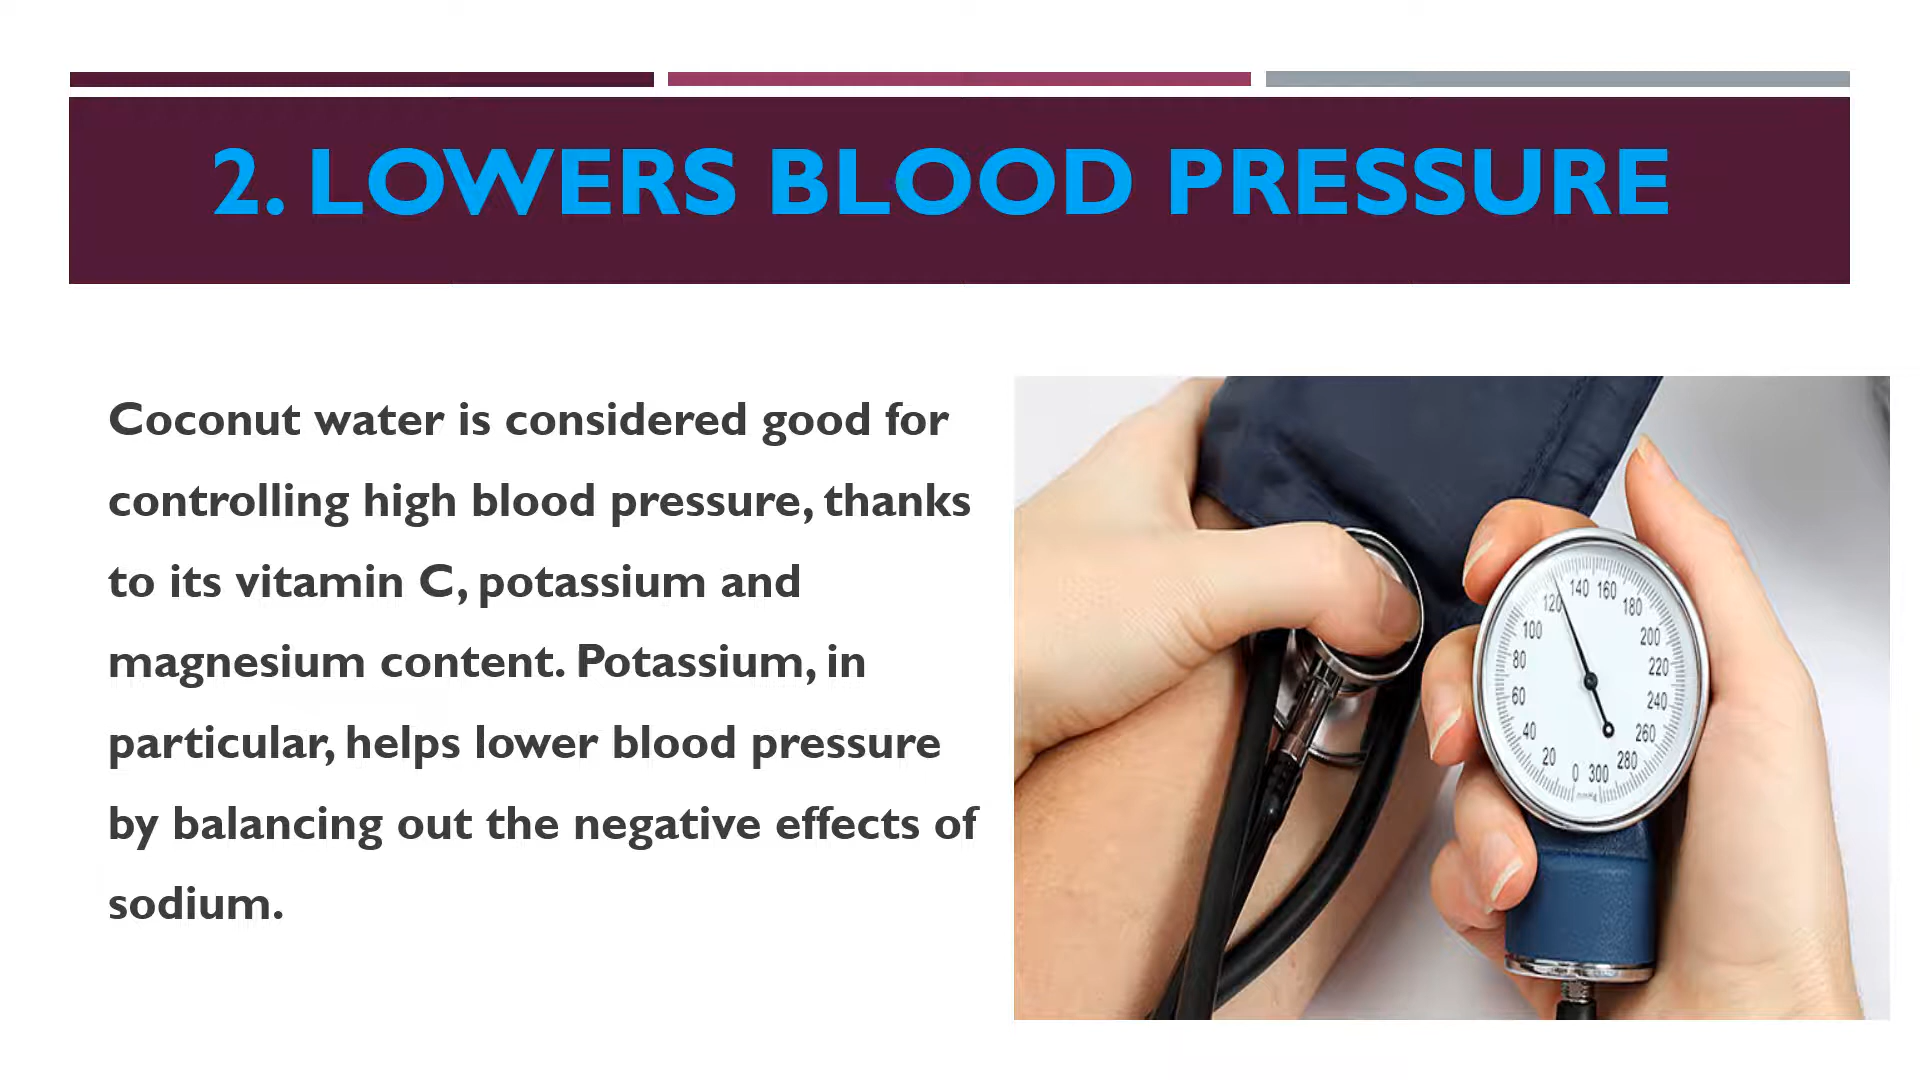 2. LOWERS BLOOD PRESSURE
Coconut water is considered good for
controlling high blood pressure, thanks
to its vitamin C, potassium and
magnesium content. Potassium, in
particular, helps lower blood pressure
by balancing out the negative effects of
sodium.
0
20
40
60
80
100
120
140
160
180
200
220
240
260
280
300
mmHg